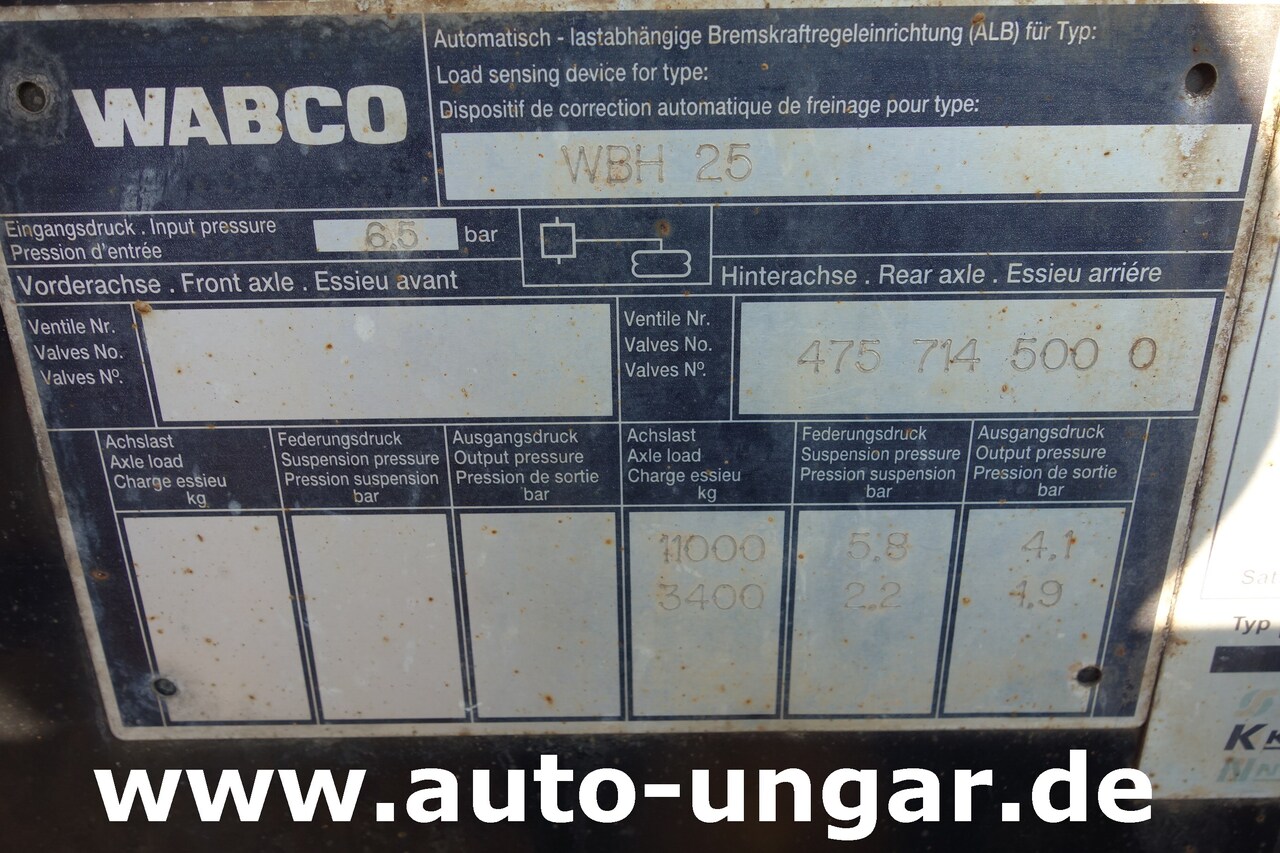 WABCO
Automatisch - lastabhängige Bremskraftregeleinrichtung (ALB) für Typ:
Load sensing device for type:
Dispositif de correction automatique de freinage pour type:
WBH 25
Eingangsdruck . Input pressure
Pression d'entrée
6.5 bar
Vorderachse . Front axle . Essieu avant
Hinterachse . Rear axle . Essieu arriére
Ventile Nr.
Valves No.
Valves Nº.
Ventile Nr.
Valves No.
Valves Nº.
475 714 500 0
Achslast
Axle load
Charge essieu
kg
Federungsdruck
Suspension pressure
Pression suspension
bar
Ausgangsdruck
Output pressure
Pression de sortie
bar
Achslast
Axle load
Charge essieu
kg
Federungsdruck
Suspension pressure
Pression suspension
bar
Ausgangsdruck
Output pressure
Pression de sortie
bar
11000 5.8 4.1
3400 2.2 1.9
Typ
K
www.auto-ungar.de